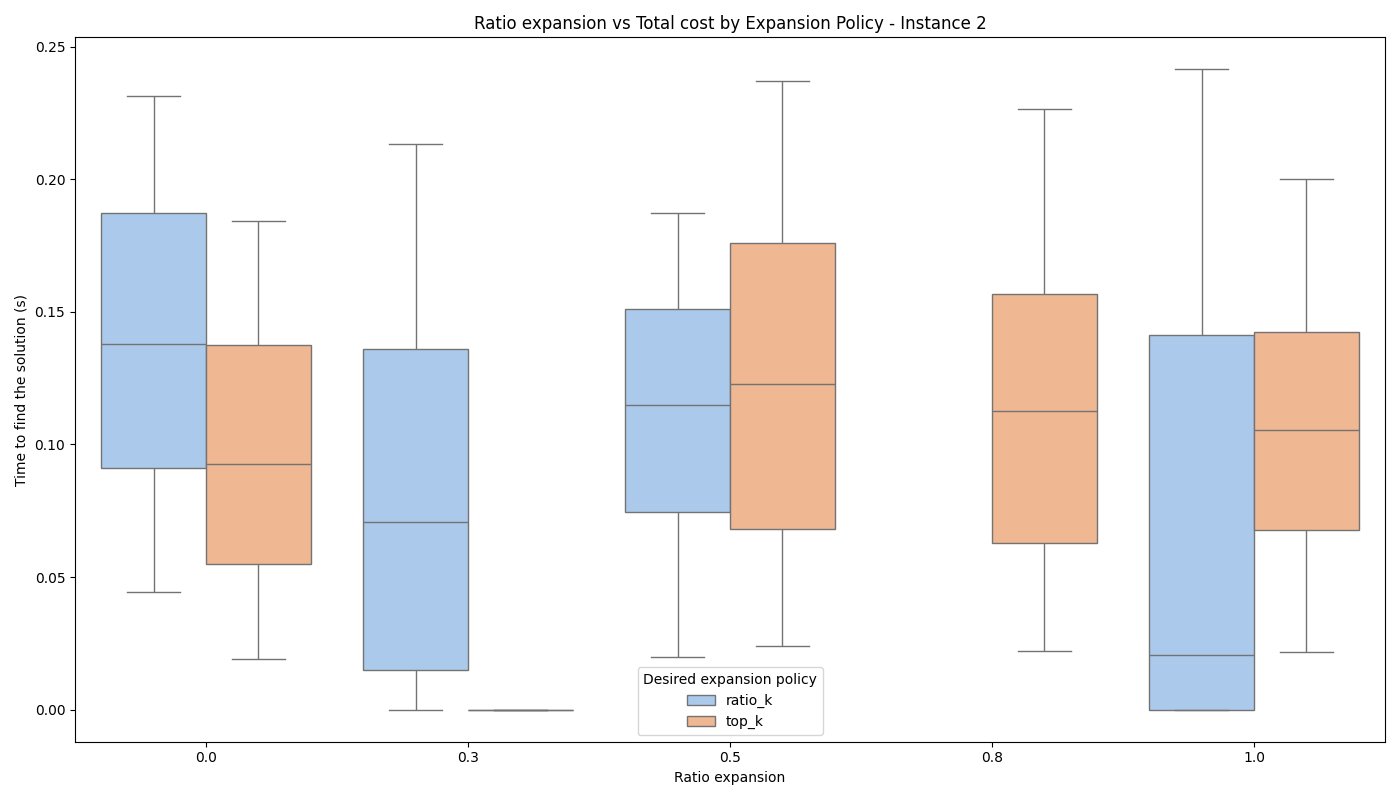 Ratio expansion vs Total cost by Expansion Policy - Instance 2
Time to find the solution (s)
0.25
0.20
0.15
0.10
0.05
0.00
Desired expansion policy
ratio_k
top_k
0.0
0.3
0.5
0.8
1.0
Ratio expansion